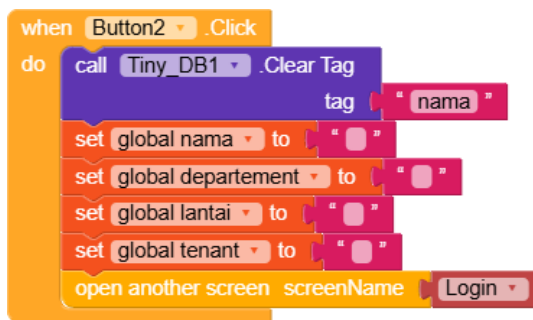 when Button2 .Click
do call Tiny_DB1 .Clear Tag
tag " nama "
set global nama to " "
set global departement to " "
set global lantai to " "
set global tenant to " "
open another screen screenName Login